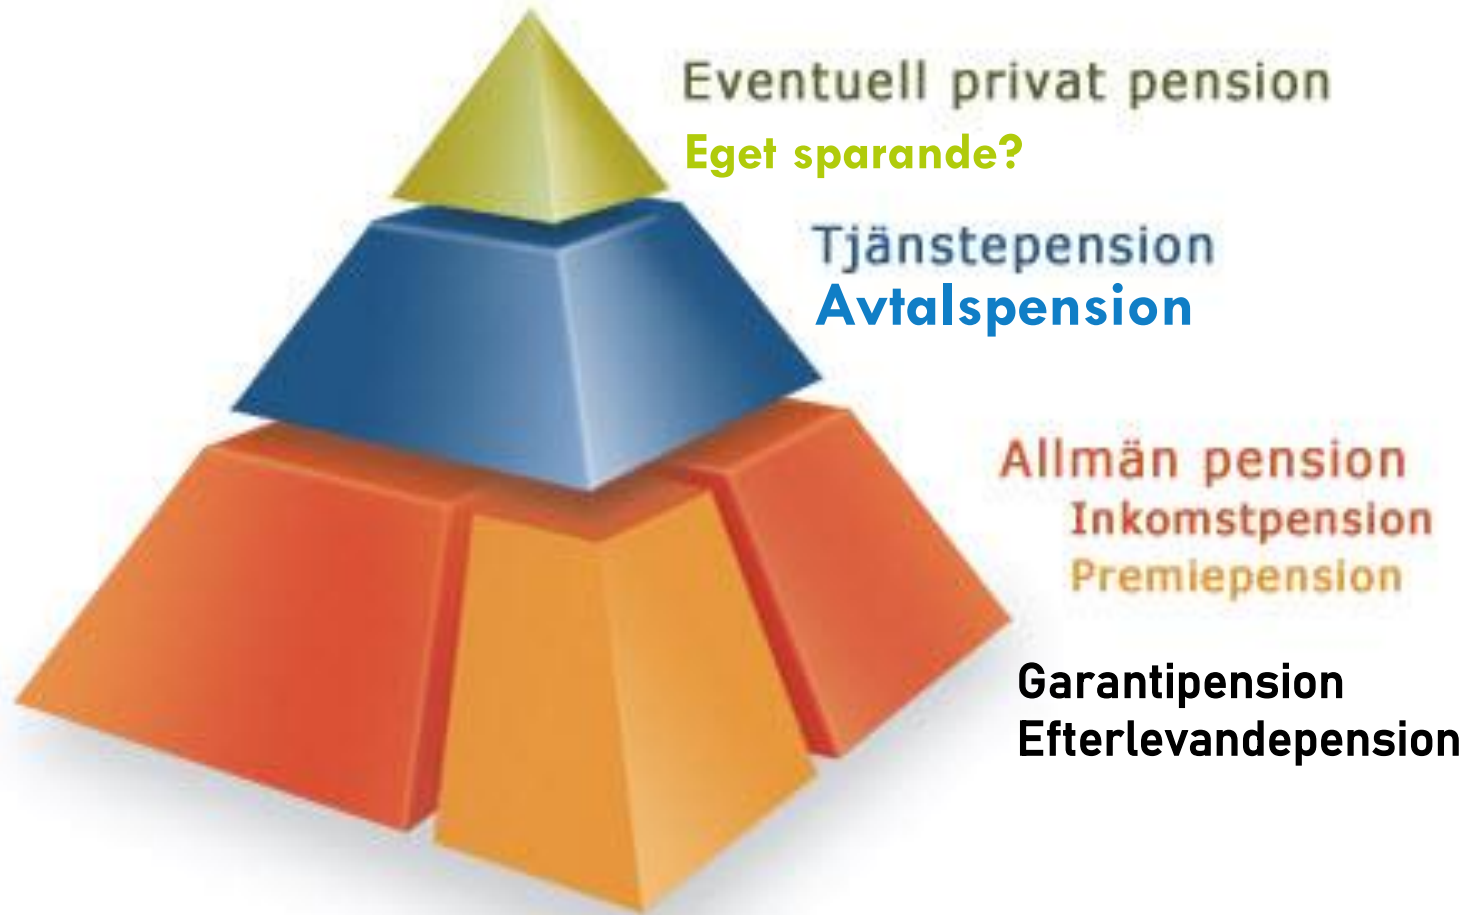 Eventuell privat pension
Eget sparande?
Tjänstepension
Avtalspension
Allmän pension
Inkomstpension
Premiepension
Garantipension
Efterlevandepension